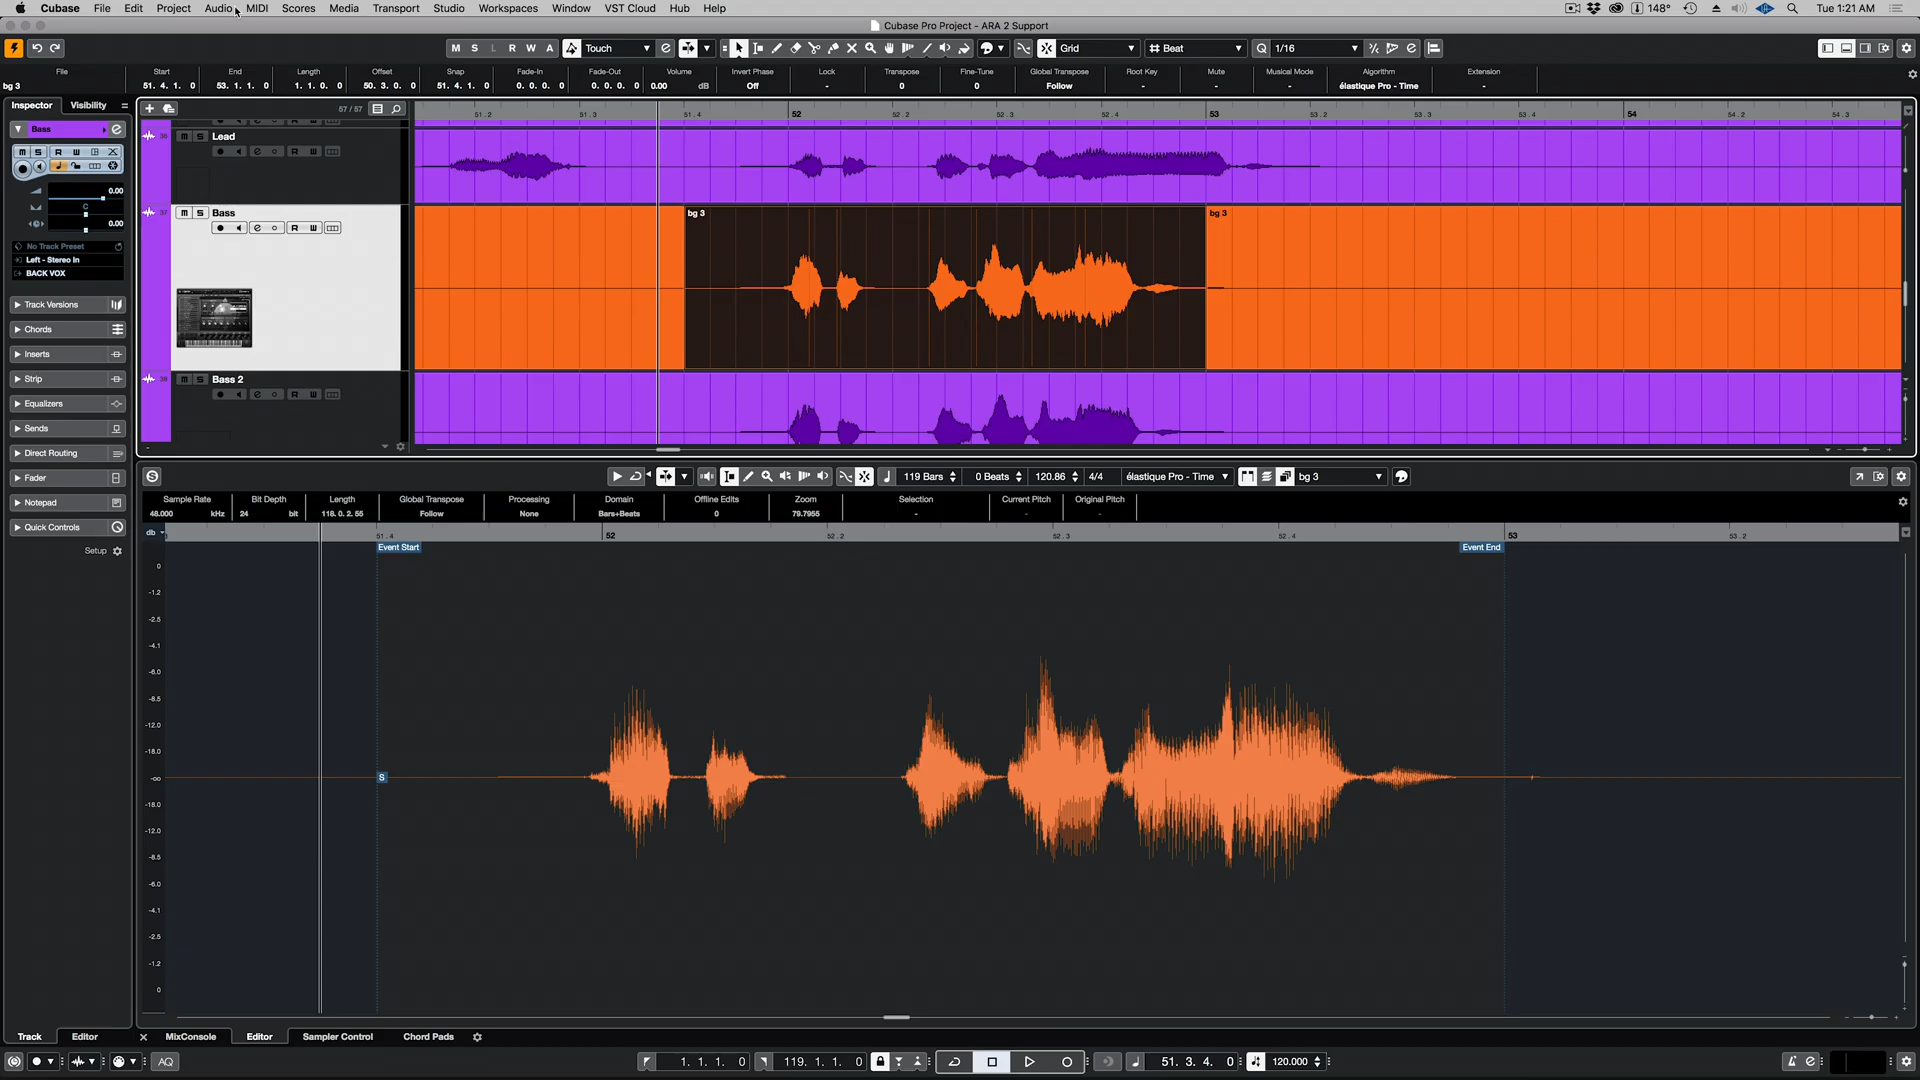 Cubase File Edit Project Audio MIDI Scores Media Transport Studio Workspaces Window VST Cloud Hub Help 148° Tue 1:21 AM
Cubase Pro Project - ARA 2 Support
M S L R W A Touch Grid Beat Q 1/16
File Start End Length Offset Snap Fade-In Fade-Out Volume Invert Phase Lock Transpose Fine-Tune Global Transpose Root Key Mute Musical Mode Algorithm Extension
bg 3 51. 4. 1. 0 53. 1. 1. 0 1. 1. 0. 0 50. 3. 0. 0 51. 4. 1. 0 0. 0. 0. 0 0. 0. 0. 0 0.00 dB Off - 0 0 Follow - - - élastique Pro - Time -
Inspector Visibility 57 / 57 51. 2 51. 3 51. 4 52 52. 2 52. 3 52. 4 53 53. 2 53. 3 53. 4 54 54. 2 54. 3
Bass
M S R W
0.00
C
0.00
No Track Preset
Left - Stereo In
BACK VOX
Track Versions
Chords
Inserts
Strip
Equalizers
Sends
Direct Routing
Fader
Notepad
Quick Controls
Setup
36 M S Lead
R W
37 M S Bass bg 3 bg 3
R W
38 M S Bass 2
R W
S 119 Bars 0 Beats 120.86 4/4 élastique Pro - Time bg 3
Sample Rate Bit Depth Length Global Transpose Processing Domain Offline Edits Zoom Selection Current Pitch Original Pitch
48.000 kHz 24 bit 118. 0. 2. 55 Follow None Bars+Beats 0 79.7955 - - -
db 51. 4 52 52. 2 52. 3 52. 4 53 53. 2
Event Start Event End
0
-1.2
-2.5
-4.1
-6.0
-8.5
-12.0
-18.0
-oo S
-18.0
-12.0
-8.5
-6.0
-4.1
-2.5
-1.2
0
Track Editor MixConsole Editor Sampler Control Chord Pads
AQ 1. 1. 1. 0 119. 1. 1. 0 51. 3. 4. 0 120.000